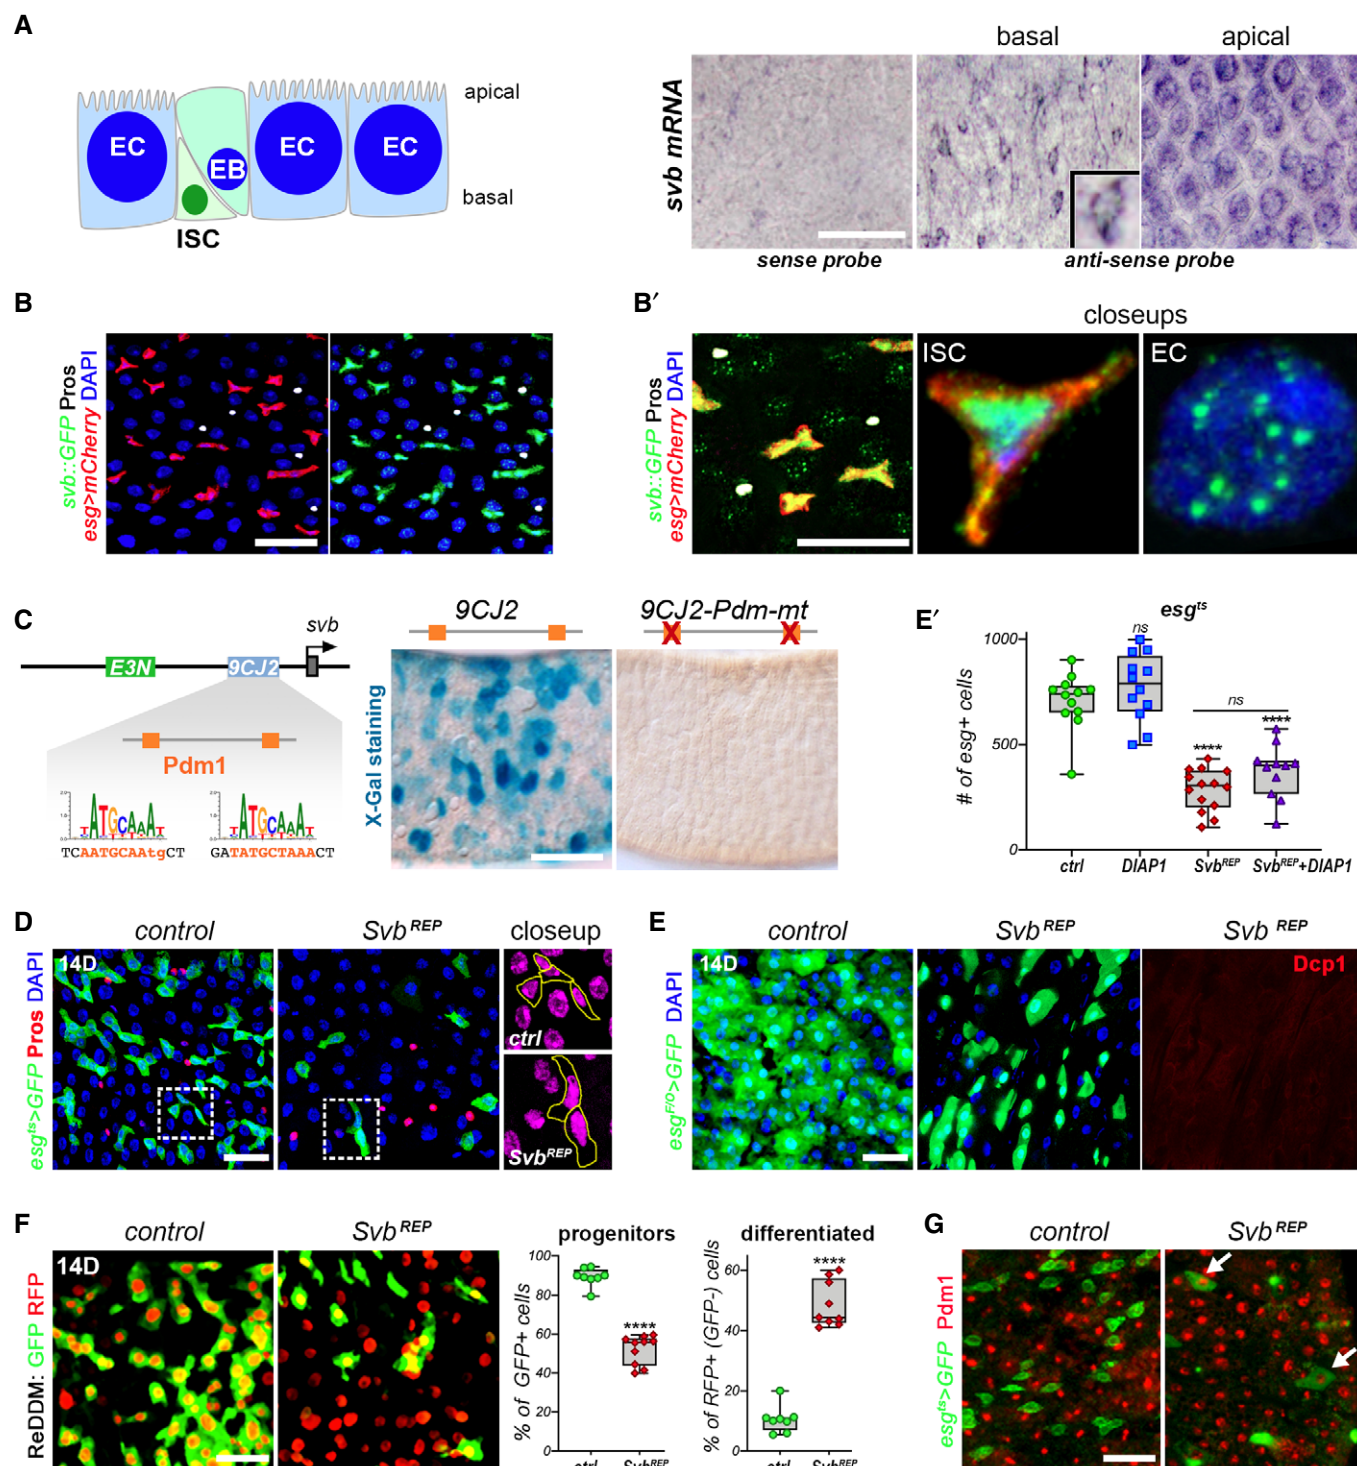 A
EC
EB
EC
EC
ISC
apical
basal
svb mRNA
basal
apical
sense probe
anti-sense probe
B
svb::GFP Pros
esg>mCherry DAPI
B′
closeups
svb::GFP Pros
esg>mCherry DAPI
ISC
EC
C
svb
E3N
9CJ2
Pdm1
TCAATGCAAtgCT
GATATGCTAAACT
9CJ2
9CJ2-Pdm-mt
X-Gal staining
E′
esgts
# of esg+ cells
1000
500
0
ns
ns
****
****
ctrl
DIAP1
SvbREP
SvbREP+DIAP1
D
control
SvbREP
closeup
esgts>GFP Pros DAPI
14D
ctrl
SvbREP
E
control
SvbREP
SvbREP
esgF/O>GFP DAPI
14D
Dcp1
F
control
SvbREP
ReDDM: GFP RFP
14D
progenitors
% of GFP+ cells
100
80
60
40
20
0
****
ctrl
SvbREP
differentiated
% of RFP+ (GFP-) cells
60
40
20
0
****
ctrl
SvbREP
G
control
SvbREP
esgts>GFP Pdm1